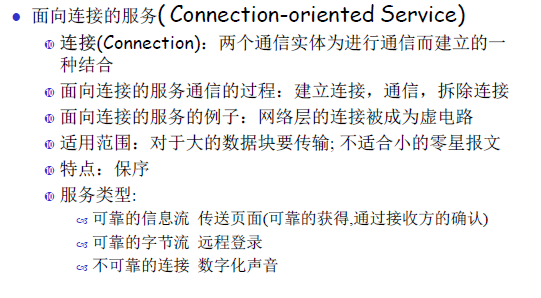 面向连接的服务( Connection-oriented Service)
连接(Connection)：两个通信实体为进行通信而建立的一
种结合
面向连接的服务通信的过程：建立连接，通信，拆除连接
面向连接的服务的例子：网络层的连接被成为虚电路
适用范围：对于大的数据块要传输; 不适合小的零星报文
特点：保序
服务类型:
可靠的信息流 传送页面(可靠的获得,通过接收方的确认)
可靠的字节流 远程登录
不可靠的连接 数字化声音